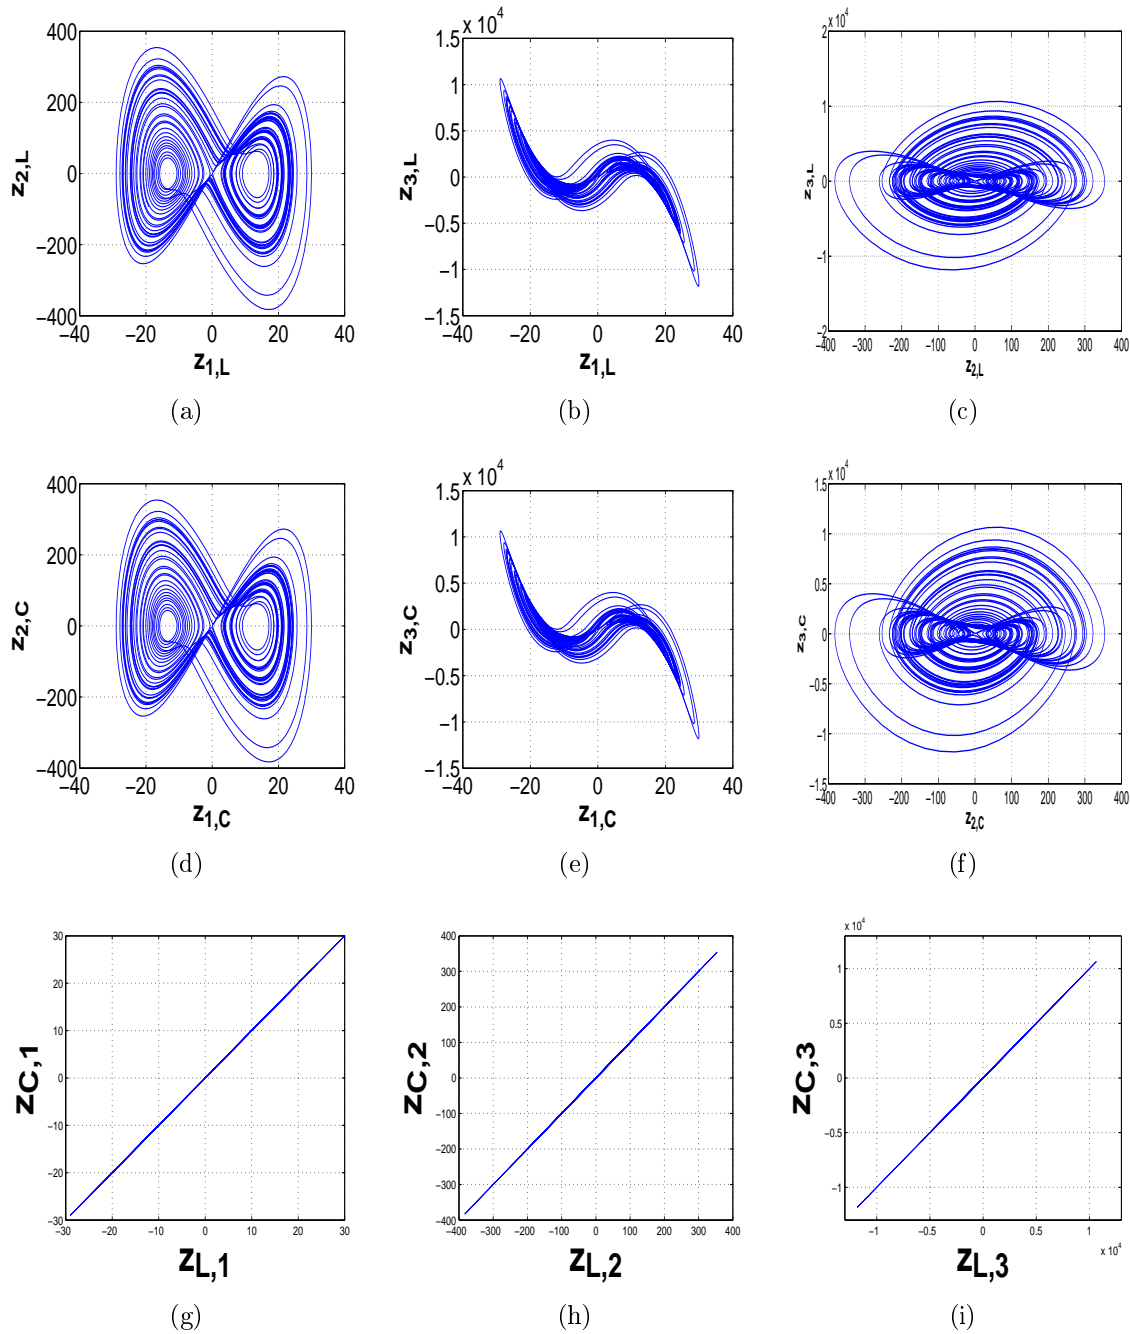 400
200
0
−200
−400
−40 −20 0 20 40
z2,L
z1,L
(a)
x 10^4
1.5
1
0.5
0
−0.5
−1
−1.5
−40 −20 0 20 40
z3,L
z1,L
(b)
x 10^4
2
1
0
−1
−2
−400 −300 −200 −100 0 100 200 300 400
z3,L
z2,L
(c)
400
200
0
−200
−400
−40 −20 0 20 40
z2,C
z1,C
(d)
x 10^4
1.5
1
0.5
0
−0.5
−1
−1.5
−40 −20 0 20 40
z3,C
z1,C
(e)
x 10^4
1.5
1
0.5
0
−0.5
−1
−1.5
−400 −300 −200 −100 0 100 200 300 400
z3,C
z2,C
(f)
30
20
10
0
−10
−20
−30
−30 −20 −10 0 10 20 30
zC,1
zL,1
(g)
400
300
200
100
0
−100
−200
−300
−400
−400 −300 −200 −100 0 100 200 300 400
zC,2
zL,2
(h)
x 10^4
1
0.5
0
−0.5
−1
−1 −0.5 0 0.5 1
x 10^4
zC,3
zL,3
(i)